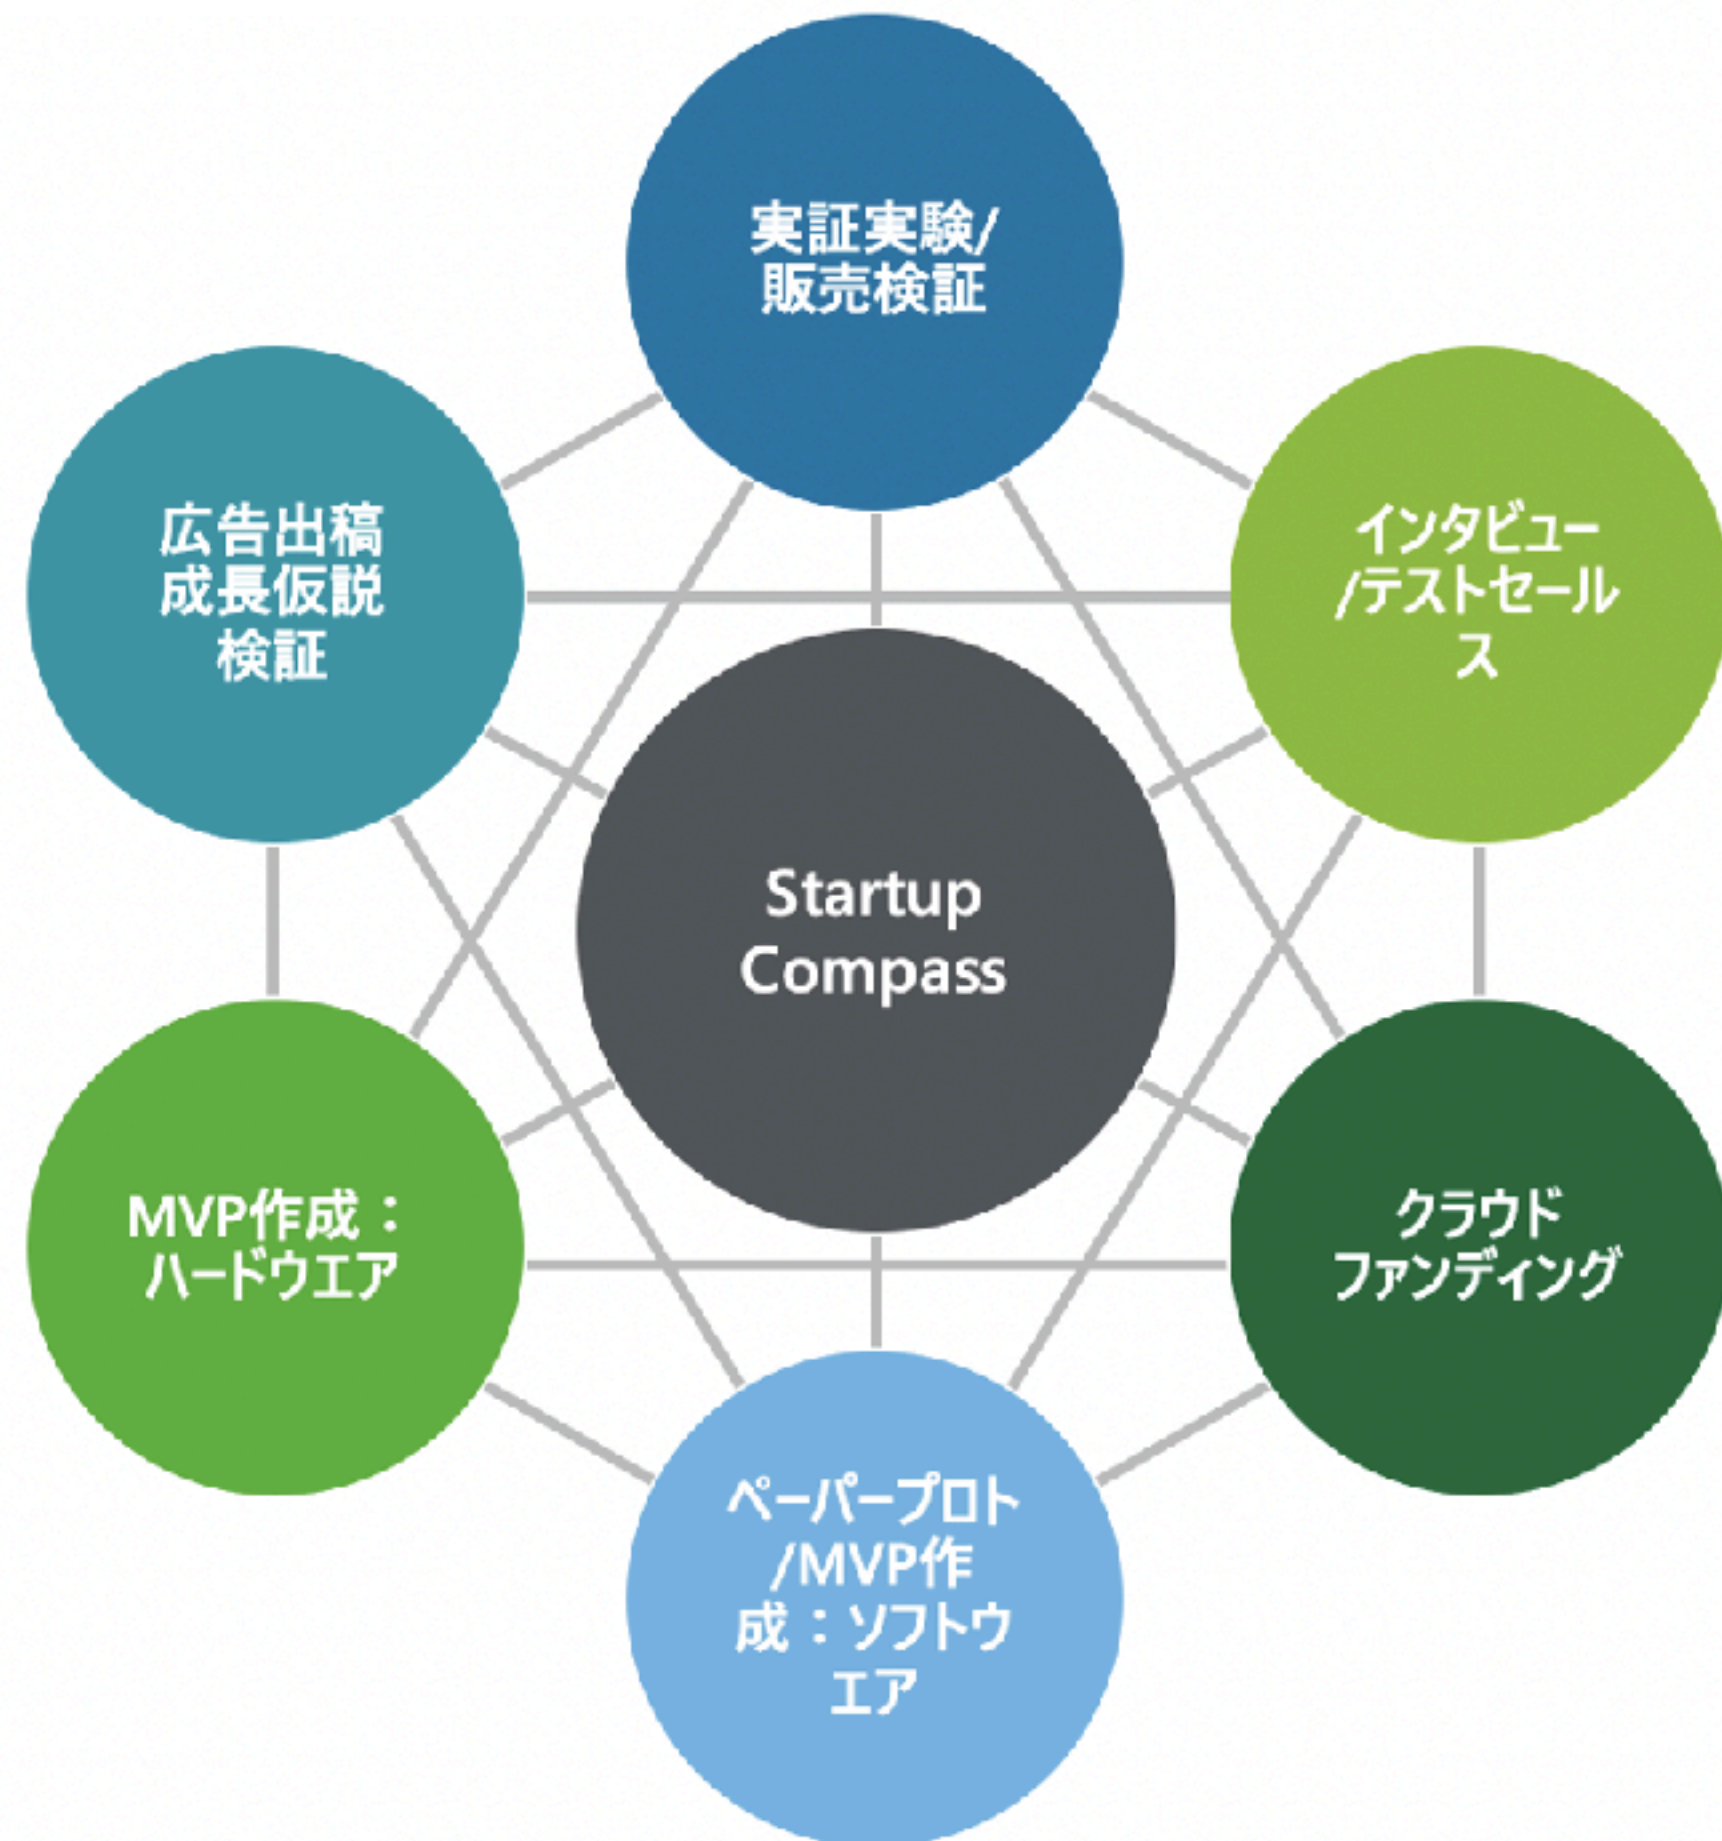 実証実験/
販売検証
広告出稿
成長仮説
検証
インタビュー
/テストセール
ス
Startup
Compass
MVP作成：
ハードウエア
クラウド
ファンディング
ペーパープロト
/MVP作
成：ソフトウ
エア